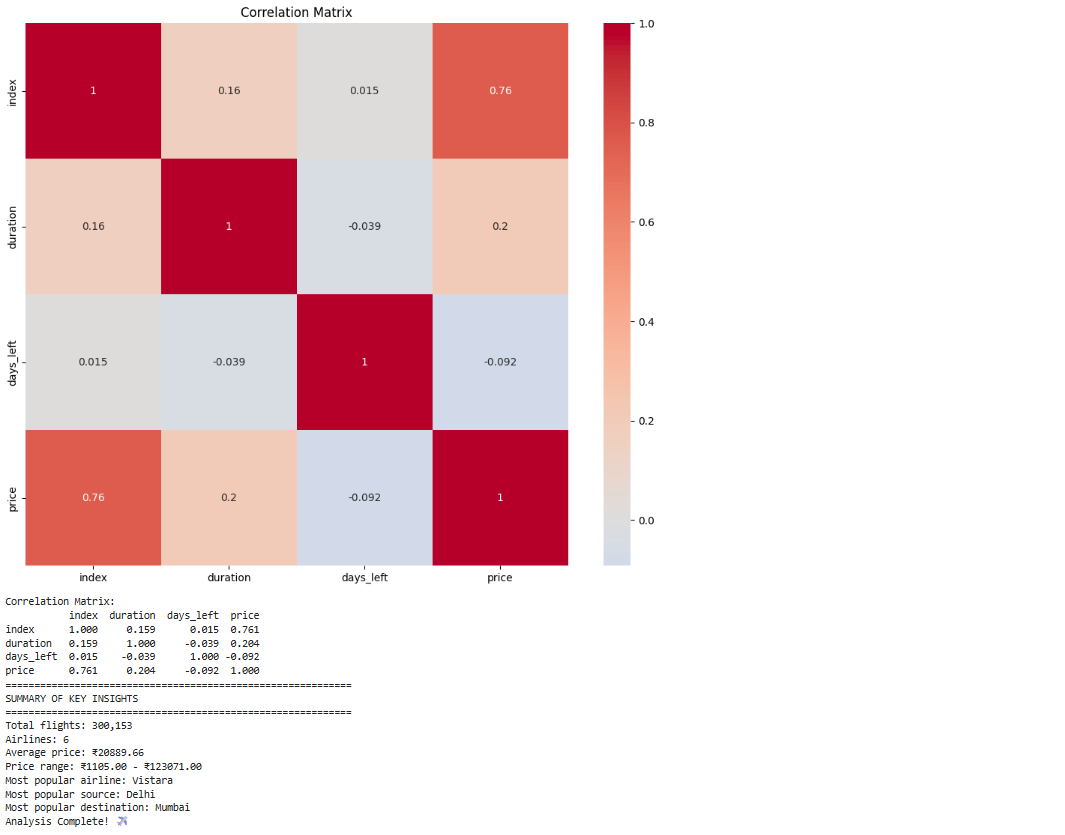 Correlation Matrix
1.0
index
1
0.16
0.015
0.76
0.8
duration
0.16
1
-0.039
0.2
0.6
0.4
days_left
0.015
-0.039
1
-0.092
0.2
price
0.76
0.2
-0.092
1
0.0
index duration days_left price
Correlation Matrix:
index duration days_left price
index 1.000 0.159 0.015 0.761
duration 0.159 1.000 -0.039 0.204
days_left 0.015 -0.039 1.000 -0.092
price 0.761 0.204 -0.092 1.000
============================================================
SUMMARY OF KEY INSIGHTS
============================================================
Total flights: 300,153
Airlines: 6
Average price: ₹20889.66
Price range: ₹1105.00 - ₹123071.00
Most popular airline: Vistara
Most popular source: Delhi
Most popular destination: Mumbai
Analysis Complete! ✈️